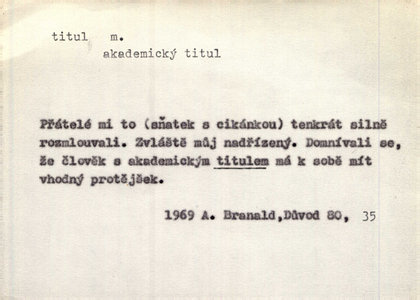 titul m.
akademický titul
Přátelé mi to (sňatek s cikánkou) tenkrát silně
rozmlouvali. Zvláště můj nadřízený. Domnívali se,
že člověk s akademickým titulem má k sobě mít
vhodný protějšek.
1969 A. Branald,Důvod 80, 35